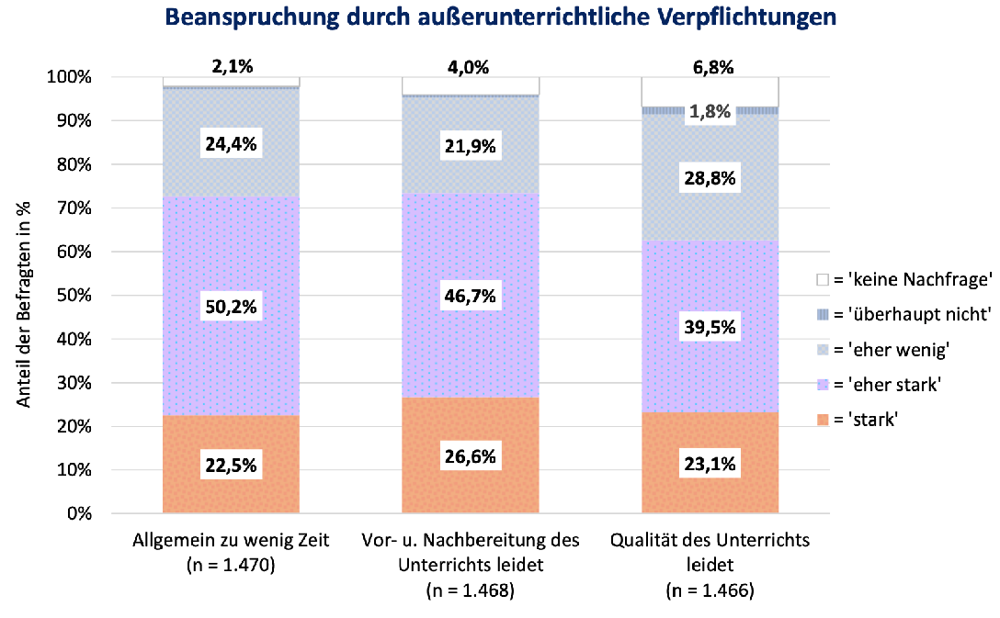 Beanspruchung durch außerunterrichtliche Verpflichtungen
Anteil der Befragten in %
100%
90%
80%
70%
60%
50%
40%
30%
20%
10%
0%
2,1%
24,4%
50,2%
22,5%
4,0%
21,9%
46,7%
26,6%
6,8%
1,8%
28,8%
39,5%
23,1%
Allgemein zu wenig Zeit
(n = 1.470)
Vor- u. Nachbereitung des
Unterrichts leidet
(n = 1.468)
Qualität des Unterrichts
leidet
(n = 1.466)
= 'keine Nachfrage'
= 'überhaupt nicht'
= 'eher wenig'
= 'eher stark'
= 'stark'